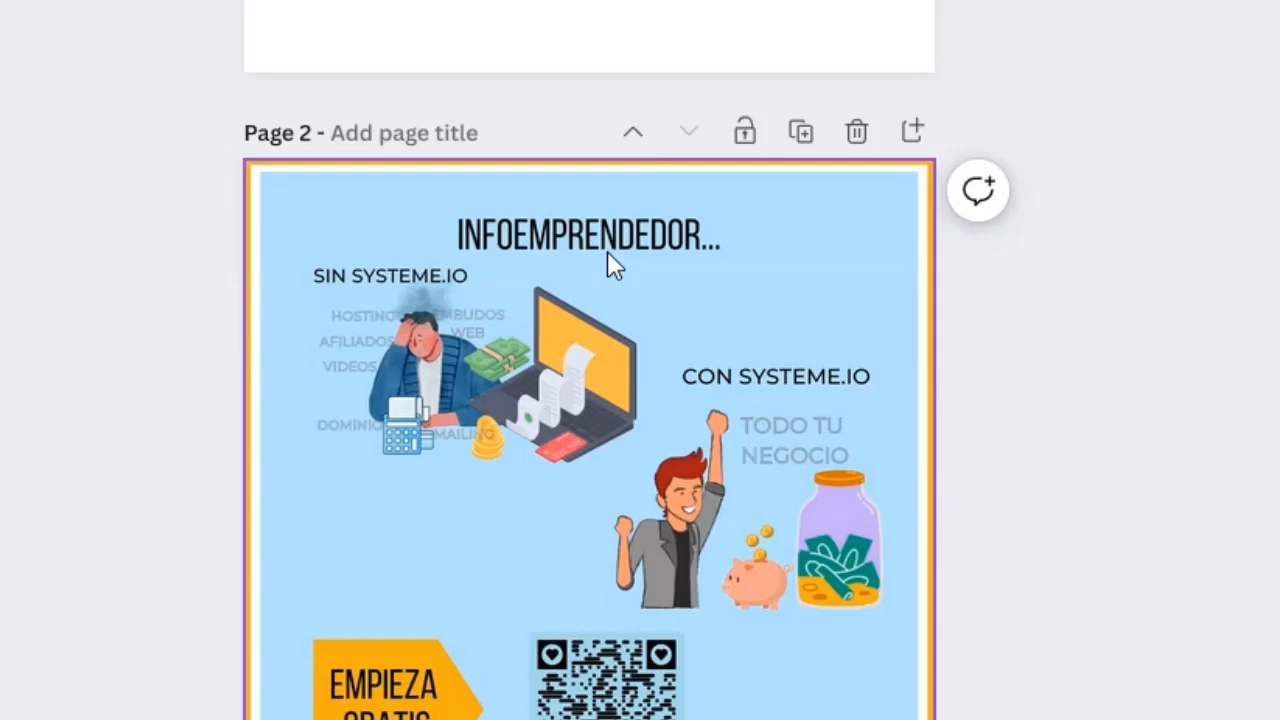 Page 2 - Add page title
INFOEMPRENDEDOR...
SIN SYSTEME.IO
HOSTING
EMBUDOS
WEB
AFILIADOS
VIDEOS
DOMINIO
MAILING
CON SYSTEME.IO
TODO TU
NEGOCIO
EMPIEZA
GRATIS